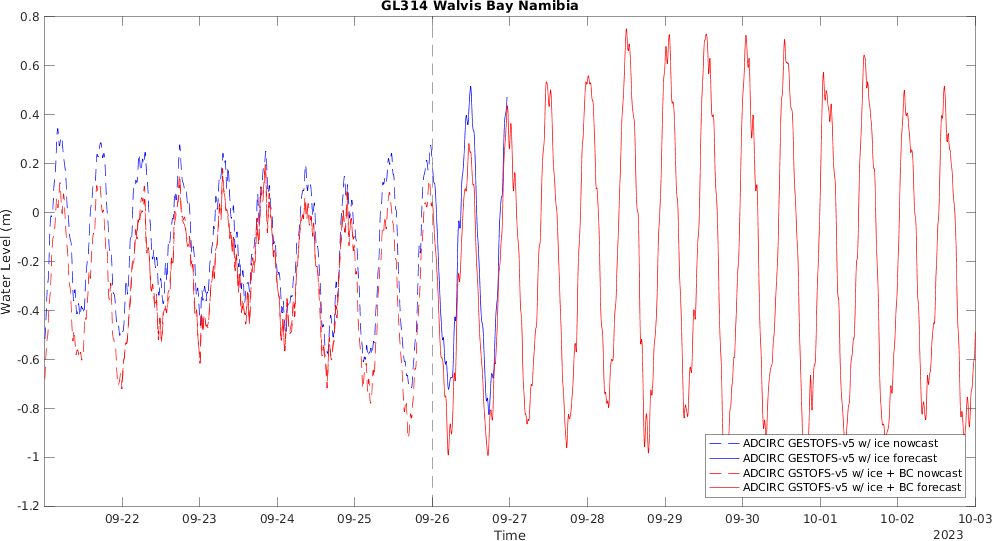 GL314 Walvis Bay Namibia
0.8
0.6
0.4
0.2
0
-0.2
-0.4
-0.6
-0.8
-1
-1.2
Water Level (m)
ADCIRC GESTOFS-v5 w/ ice nowcast
ADCIRC GESTOFS-v5 w/ ice forecast
ADCIRC GSTOFS-v5 w/ ice + BC nowcast
ADCIRC GSTOFS-v5 w/ ice + BC forecast
09-22 09-23 09-24 09-25 09-26 09-27 09-28 09-29 09-30 10-01 10-02 10-03
Time
2023